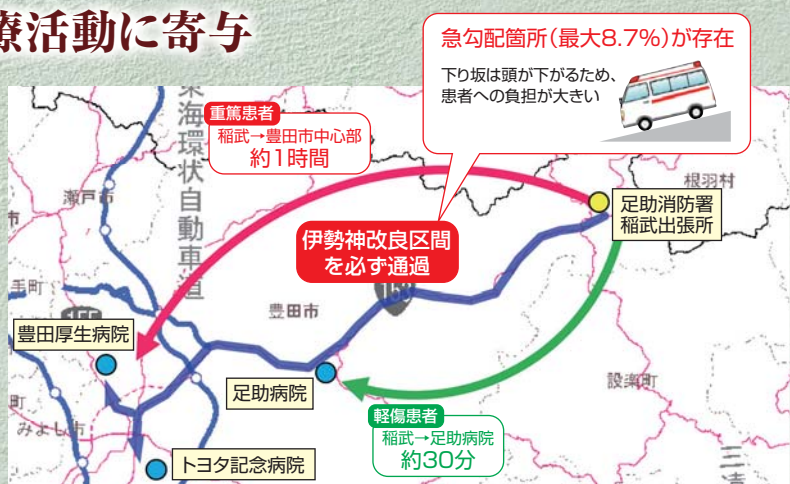 療活動に寄与
急勾配箇所(最大8.7%)が存在
下り坂は頭が下がるため、
患者への負担が大きい
重篤患者
稲武→豊田市中心部
約1時間
東海環状自動車道
瀬戸市
根羽村
足助消防署
稲武出張所
伊勢神改良区間
を必ず通過
153
手町
155
豊田市
豊田厚生病院
足助病院
設楽町
町
みよし市
軽傷患者
稲武→足助病院
約30分
トヨタ記念病院